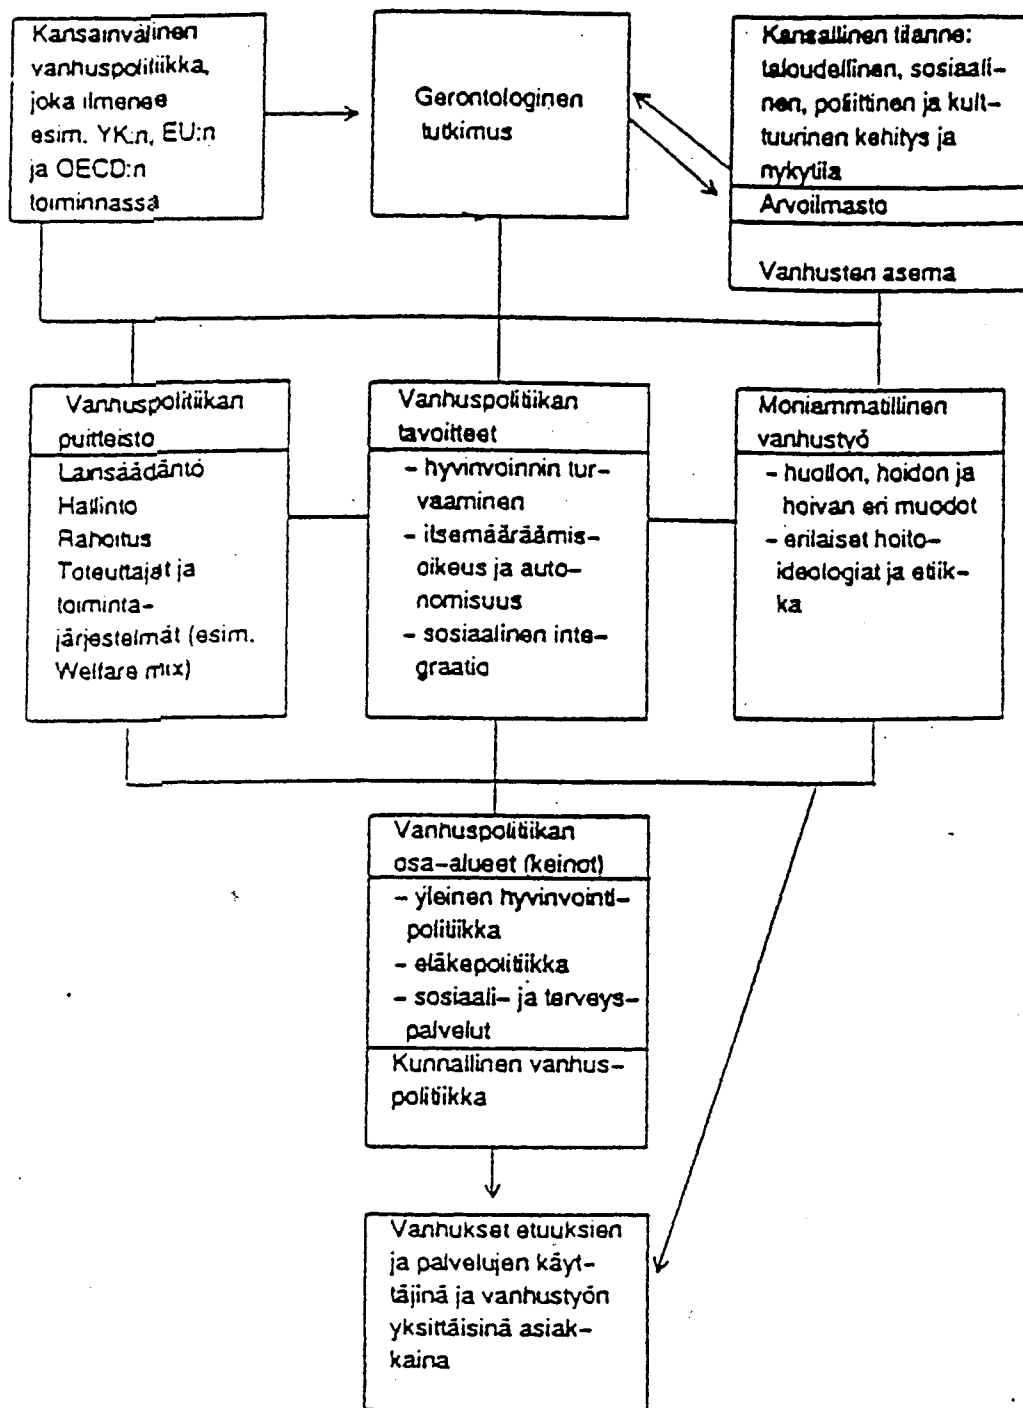 Kansainvälinen
vanhuspolitiikka,
joka ilmenee
esim. YK:n, EU:n
ja OECD:n
toiminnassa
Gerontologinen
tutkimus
Kansallinen tilanne:
taloudellinen, sosiaali-
nen, poliittinen ja kult-
tuurinen kehitys ja
nykytila
Arvoilmasto
Vanhusten asema
Vanhuspolitiikan
puitteisto
Lainsäädäntö
Hallinto
Rahoitus
Toteuttajat ja
toiminta-
järjestelmät (esim.
Welfare mix)
Vanhuspolitiikan
tavoitteet
- hyvinvoinnin tur-
vaaminen
- itsemääräämis-
oikeus ja auto-
nomisuus
- sosiaalinen inte-
graatio
Moniammatillinen
vanhustyö
- huollon, hoidon ja
hoivan eri muodot
- erilaiset hoito-
ideologiat ja etiik-
ka
Vanhuspolitiikan
osa-alueet (keinot)
- yleinen hyvinvointi-
politiikka
- eläkepolitiikka
- sosiaali- ja terveys-
palvelut
Kunnallinen vanhus-
politiikka
Vanhukset etuuksien
ja palvelujen käyt-
täjinä ja vanhustyön
yksittäisinä asiak-
kaina